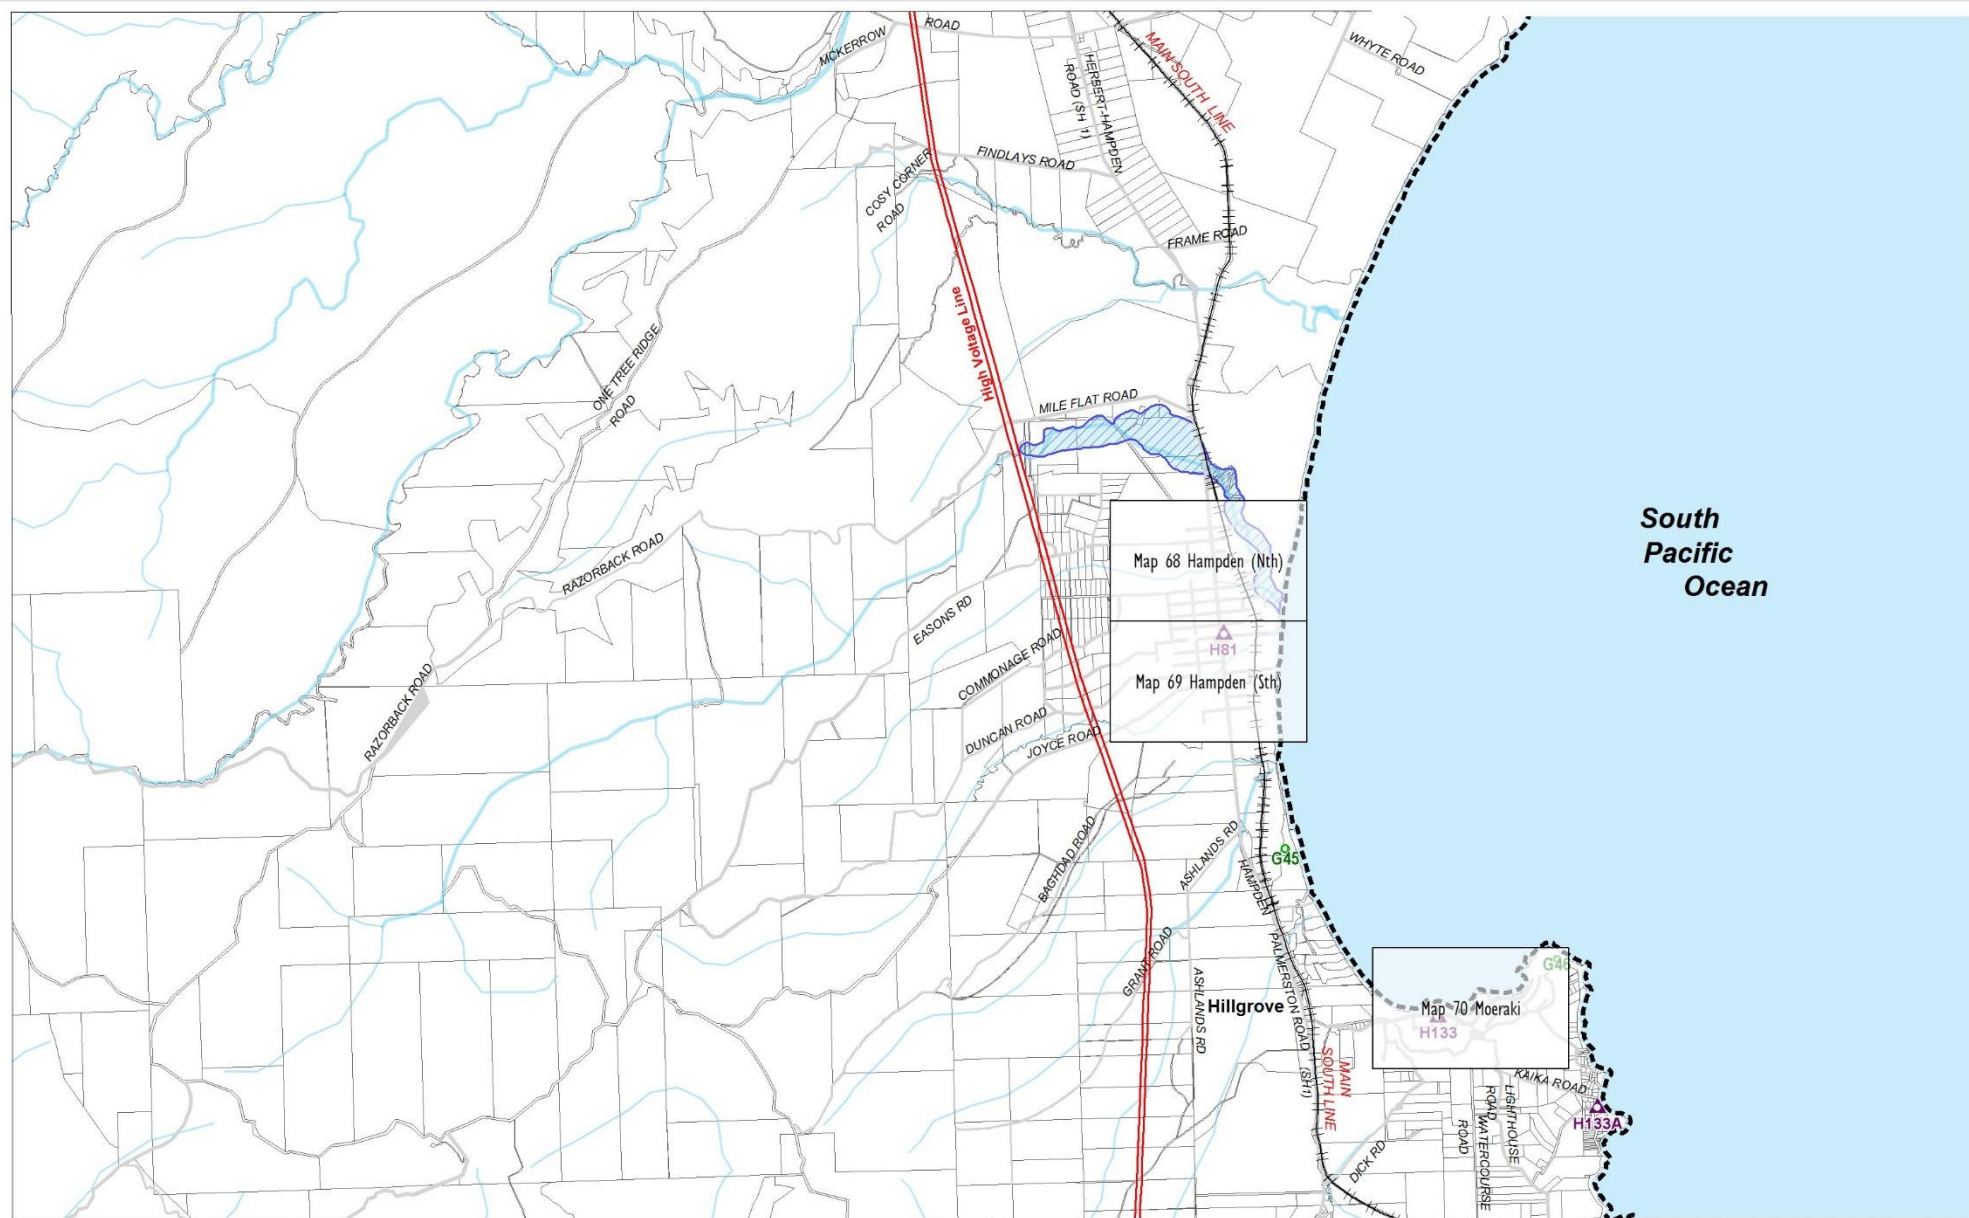 ROAD
MCKERROW
MAIN SOUTH LINE
WHYTE ROAD
HERBERT-HAMPDEN
ROAD (SH 1)
FINDLAYS ROAD
COSY CORNER
ROAD
FRAME ROAD
High Voltage Line
ONE TREE RIDGE
ROAD
MILE FLAT ROAD
South
Pacific
Ocean
Map 68 Hampden (Nth)
RAZORBACK ROAD
EASONS RD
H81
COMMONAGE ROAD
Map 69 Hampden (Sth)
RAZORBACK ROAD
DUNCAN ROAD
JOYCE ROAD
BAGHDAD ROAD
ASHLANDS RD
G45
HAMPDEN
PALMERSTON ROAD
(SH1)
GRANT ROAD
ASHLANDS RD
Hillgrove
G46
Map 70 Moeraki
H133
MAIN
SOUTH LINE
KAIKA ROAD
H133A
LIGHTHOUSE
ROAD
WATERCOURSE
ROAD
DICK RD